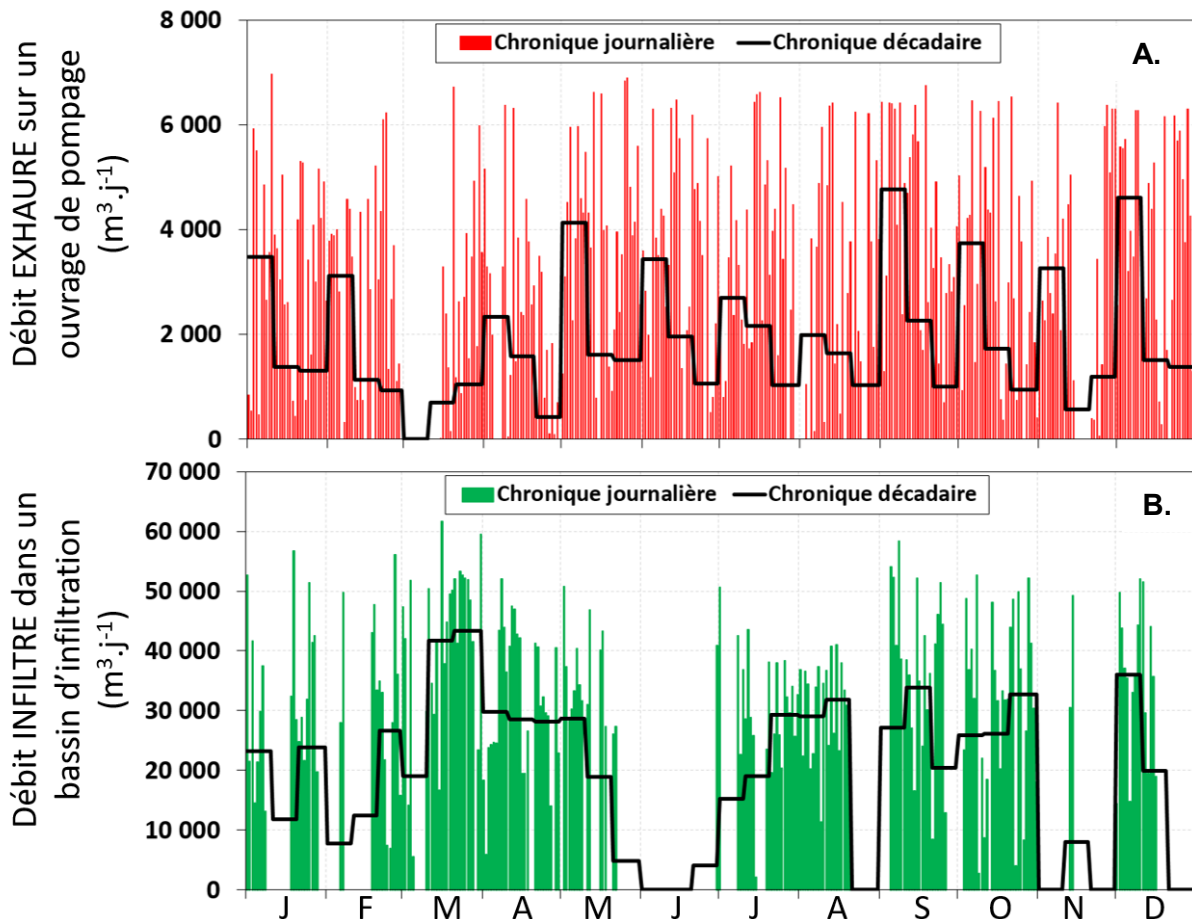 Débit EXHAURE sur un
ouvrage de pompage
(m³.j⁻¹)
8 000
6 000
4 000
2 000
0
Chronique journalière
Chronique décadaire
A.
Débit INFILTRE dans un
bassin d'infiltration
(m³.j⁻¹)
70 000
60 000
50 000
40 000
30 000
20 000
10 000
0
Chronique journalière
Chronique décadaire
B.
J F M A M J J A S O N D